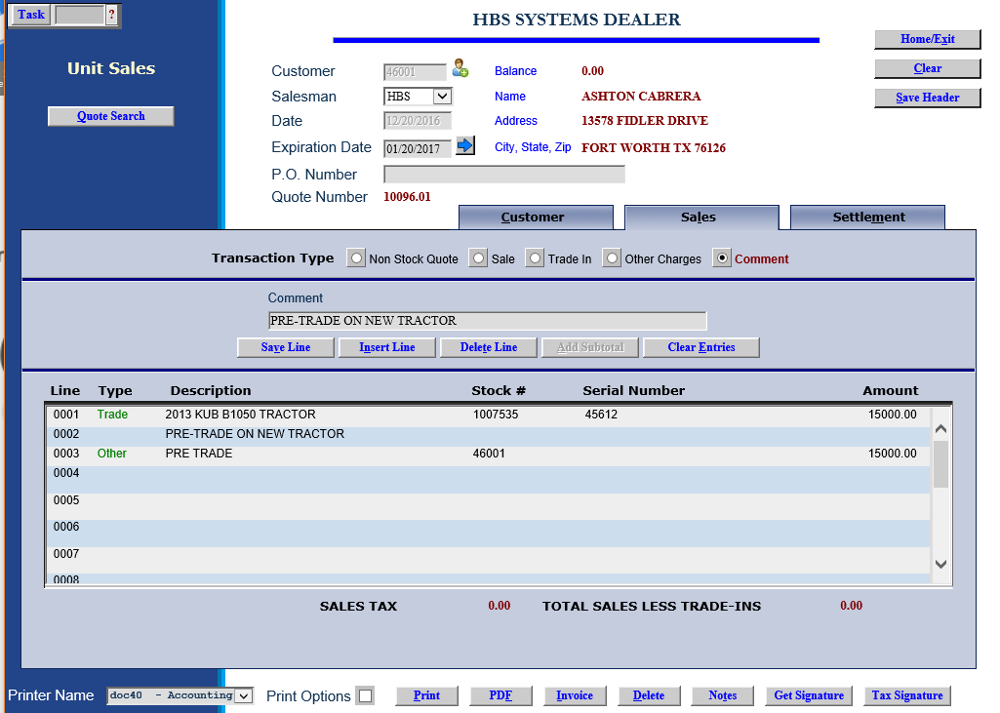 Task ?
HBS SYSTEMS DEALER
Unit Sales
Quote Search
Home/Exit
Clear
Save Header
Customer 46001 Balance 0.00
Salesman HBS Name ASHTON CABRERA
Date 12/20/2016 Address 13578 FIDLER DRIVE
Expiration Date 01/20/2017 City, State, Zip FORT WORTH TX 76126
P.O. Number
Quote Number 10096.01
Customer Sales Settlement
Transaction Type Non Stock Quote Sale Trade In Other Charges Comment
Comment
PRE-TRADE ON NEW TRACTOR
Save Line Insert Line Delete Line Add Subtotal Clear Entries
Line Type Description Stock # Serial Number Amount
0001 Trade 2013 KUB B1050 TRACTOR 1007535 45612 15000.00
0002 PRE-TRADE ON NEW TRACTOR
0003 Other PRE TRADE 46001 15000.00
0004
0005
0006
0007
0008
SALES TAX 0.00 TOTAL SALES LESS TRADE-INS 0.00
Printer Name doc40 - Accounting Print Options Print PDF Invoice Delete Notes Get Signature Tax Signature